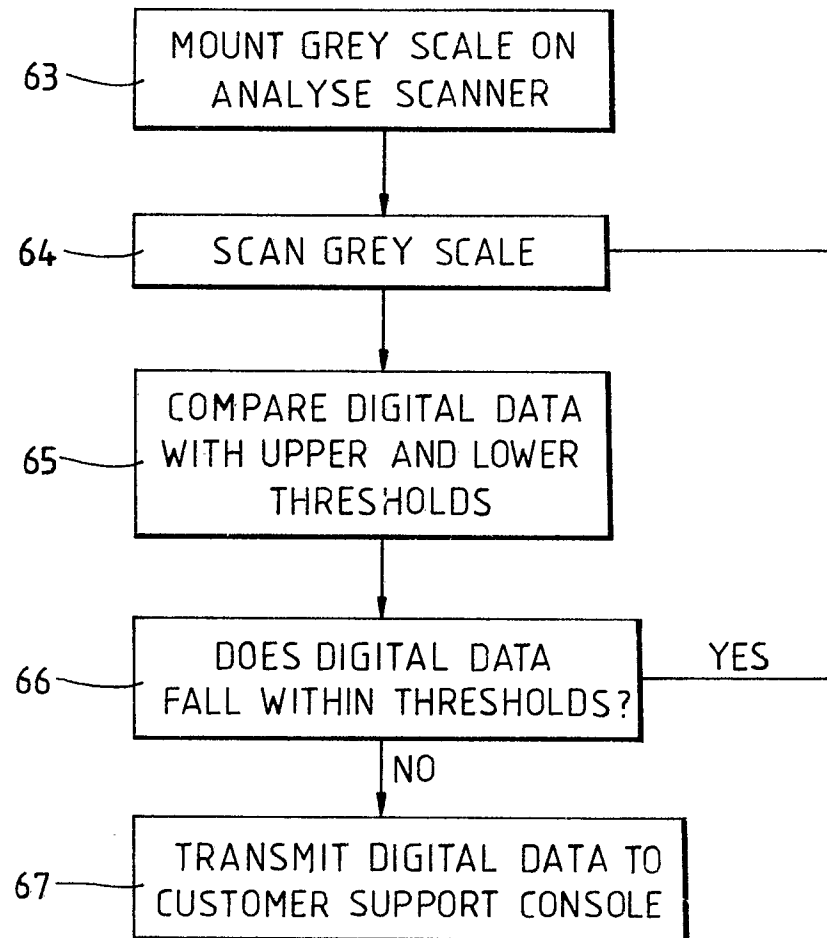 63
MOUNT GREY SCALE ON
ANALYSE SCANNER
64
SCAN GREY SCALE
65
COMPARE DIGITAL DATA
WITH UPPER AND LOWER
THRESHOLDS
66
DOES DIGITAL DATA
FALL WITHIN THRESHOLDS?
YES
NO
67
TRANSMIT DIGITAL DATA TO
CUSTOMER SUPPORT CONSOLE